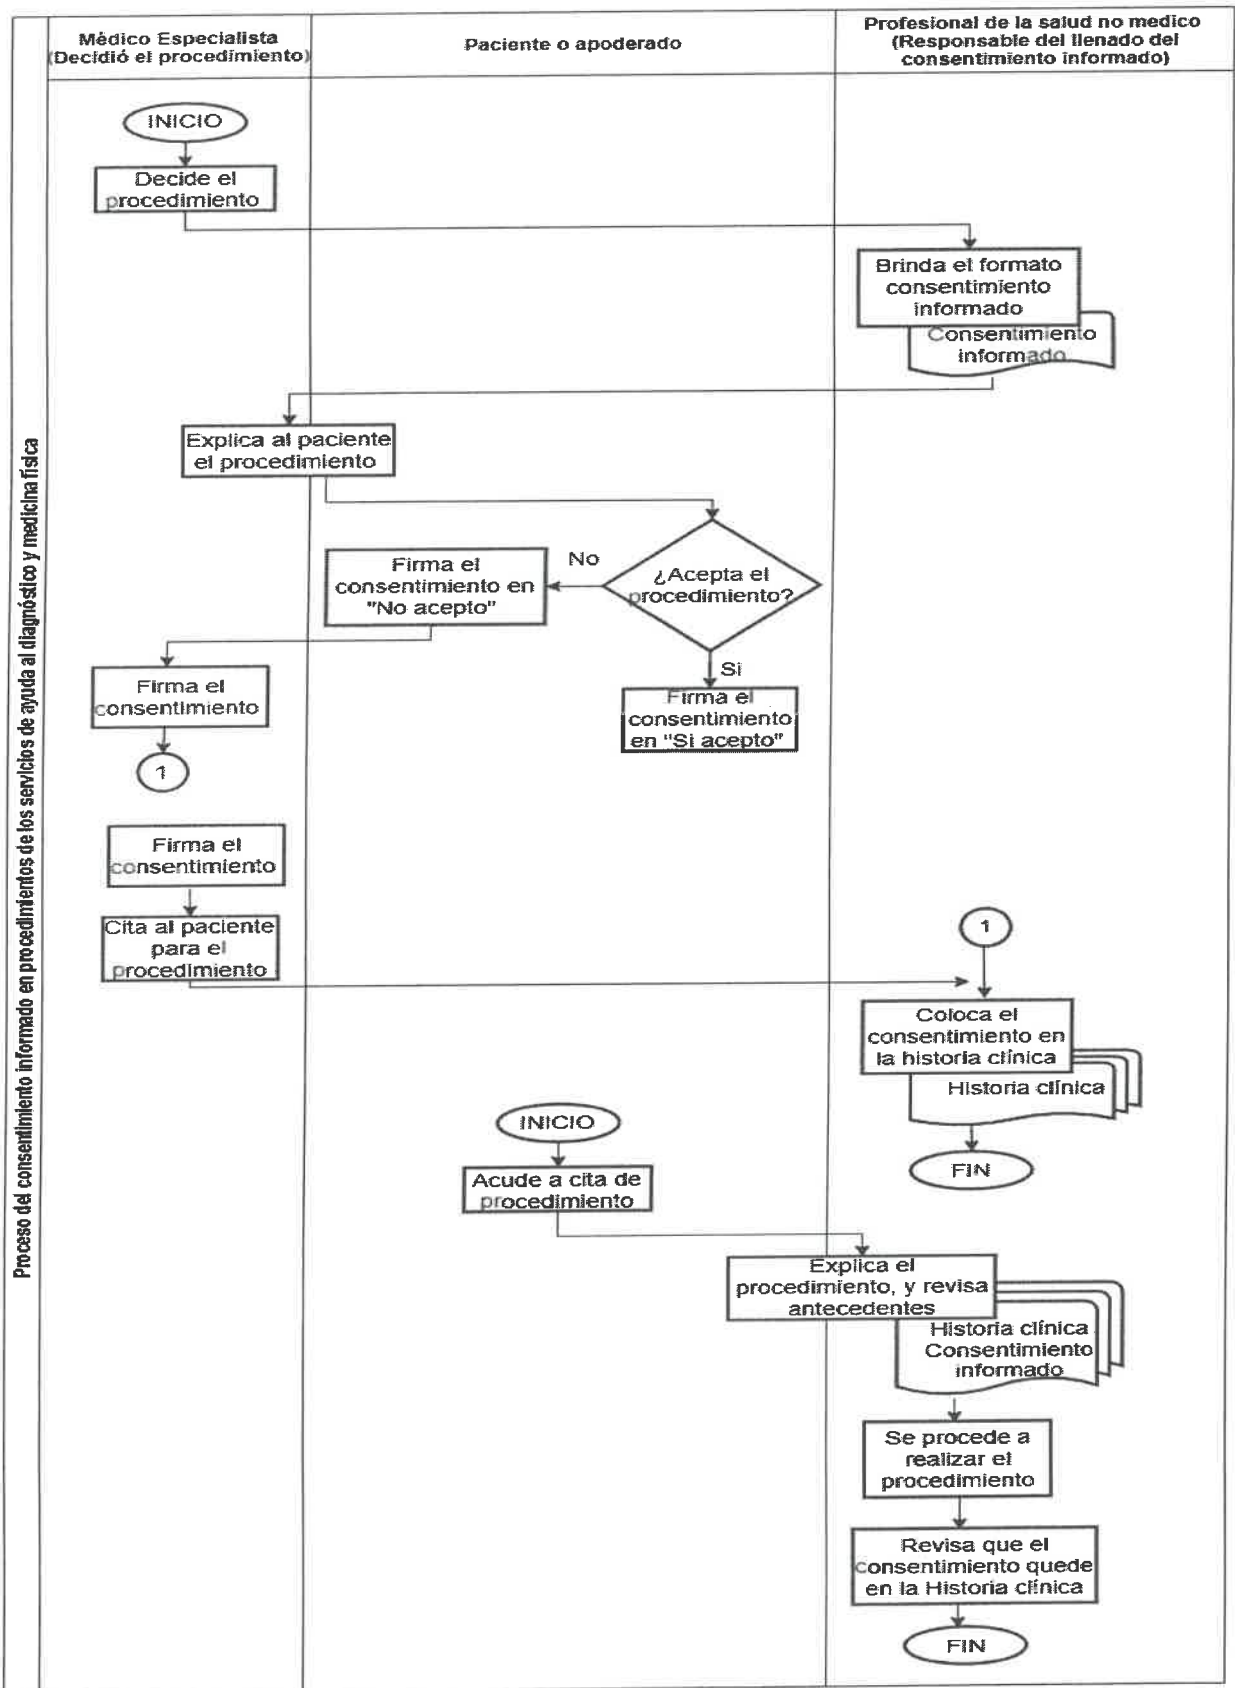 Proceso del consentimiento informado en procedimientos de los servicios de ayuda al diagnóstico y medicina física
Médico Especialista
(Decidió el procedimiento)
Paciente o apoderado
Profesional de la salud no medico
(Responsable del llenado del
consentimiento informado)
INICIO
Decide el
procedimiento
Brinda el formato
consentimiento
informado
Consentimiento
informado
Explica al paciente
el procedimiento
¿Acepta el
procedimiento?
No
Firma el
consentimiento en
"No acepto"
Si
Firma el
consentimiento
en "Si acepto"
Firma el
consentimiento
1
Firma el
consentimiento
Cita al paciente
para el
procedimiento
1
Coloca el
consentimiento en
la historia clínica
Historia clínica
FIN
INICIO
Acude a cita de
procedimiento
Explica el
procedimiento, y revisa
antecedentes
Historia clínica
Consentimiento
informado
Se procede a
realizar el
procedimiento
Revisa que el
consentimiento quede
en la Historia clínica
FIN